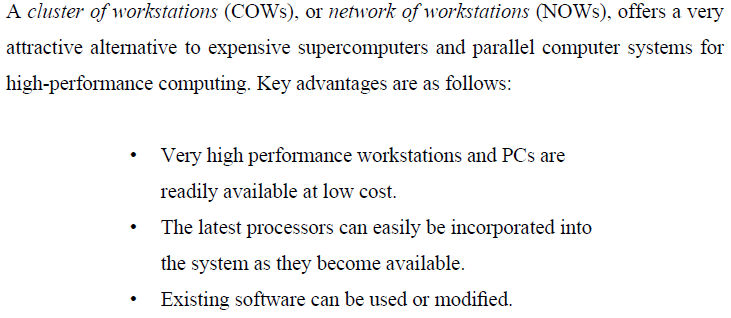 A cluster of workstations (COWs), or network of workstations (NOWs), offers a very
attractive alternative to expensive supercomputers and parallel computer systems for
high-performance computing. Key advantages are as follows:
• Very high performance workstations and PCs are
readily available at low cost.
• The latest processors can easily be incorporated into
the system as they become available.
• Existing software can be used or modified.